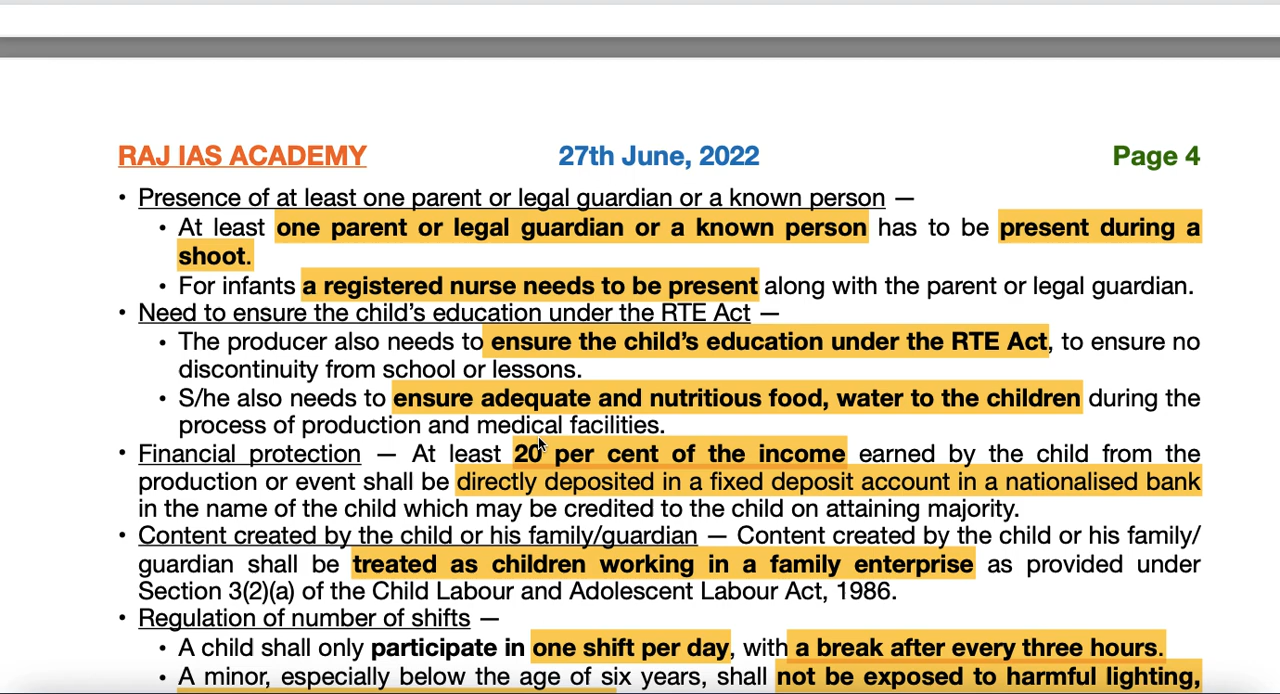 RAJ IAS ACADEMY 27th June, 2022 Page 4
• Presence of at least one parent or legal guardian or a known person —
• At least one parent or legal guardian or a known person has to be present during a
shoot.
• For infants a registered nurse needs to be present along with the parent or legal guardian.
• Need to ensure the child’s education under the RTE Act —
• The producer also needs to ensure the child’s education under the RTE Act, to ensure no
discontinuity from school or lessons.
• S/he also needs to ensure adequate and nutritious food, water to the children during the
process of production and medical facilities.
• Financial protection — At least 20 per cent of the income earned by the child from the
production or event shall be directly deposited in a fixed deposit account in a nationalised bank
in the name of the child which may be credited to the child on attaining majority.
• Content created by the child or his family/guardian — Content created by the child or his family/
guardian shall be treated as children working in a family enterprise as provided under
Section 3(2)(a) of the Child Labour and Adolescent Labour Act, 1986.
• Regulation of number of shifts —
• A child shall only participate in one shift per day, with a break after every three hours.
• A minor, especially below the age of six years, shall not be exposed to harmful lighting,